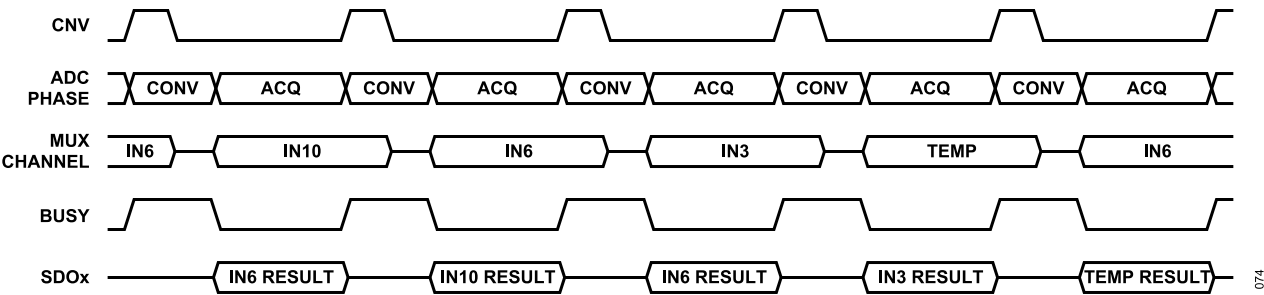 CNV
ADC
PHASE
CONV ACQ CONV ACQ CONV ACQ CONV ACQ CONV ACQ
MUX
CHANNEL
IN6 IN10 IN6 IN3 TEMP IN6
BUSY
SDOx
IN6 RESULT IN10 RESULT IN6 RESULT IN3 RESULT TEMP RESULT
074